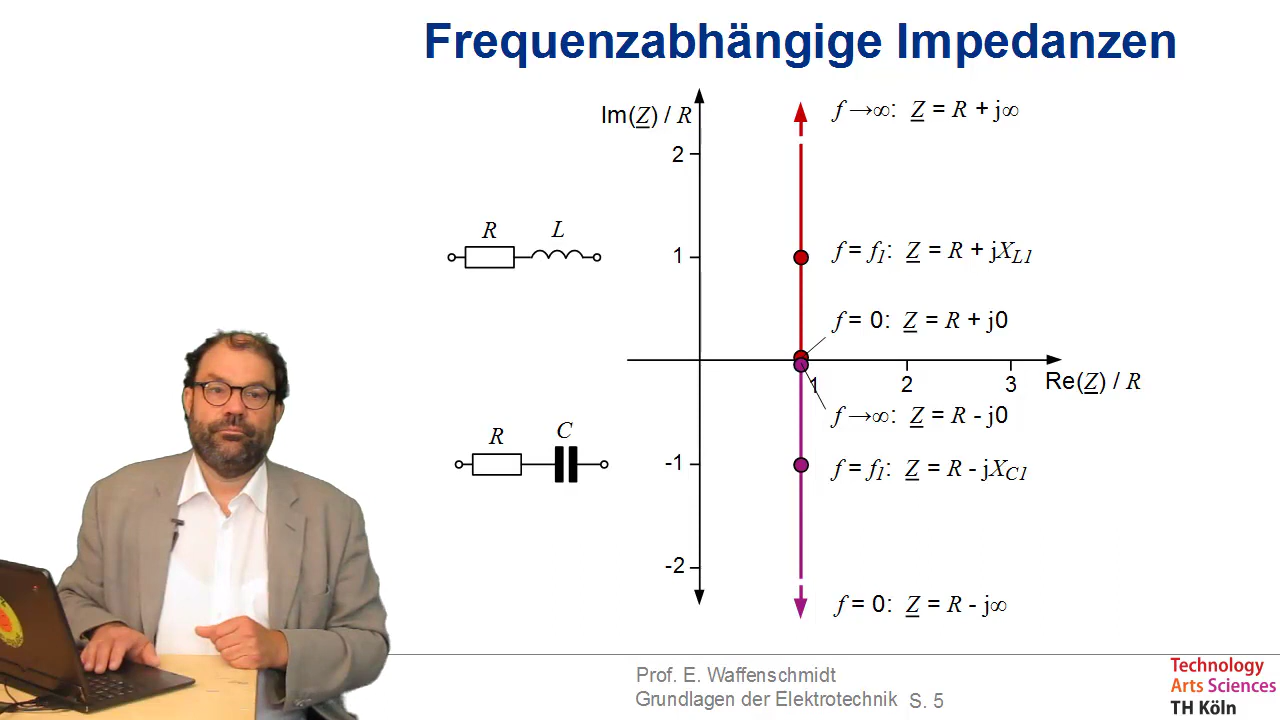 Frequenzabhängige Impedanzen
Im(Z) / R
f →∞: Z = R + j∞
2
R L
1
f = f1: Z = R + jXL1
f = 0: Z = R + j0
1 2 3
Re(Z) / R
f →∞: Z = R - j0
R C
-1
f = f1: Z = R - jXC1
-2
f = 0: Z = R - j∞
Prof. E. Waffenschmidt
Grundlagen der Elektrotechnik S. 5
Technology
Arts Sciences
TH Köln